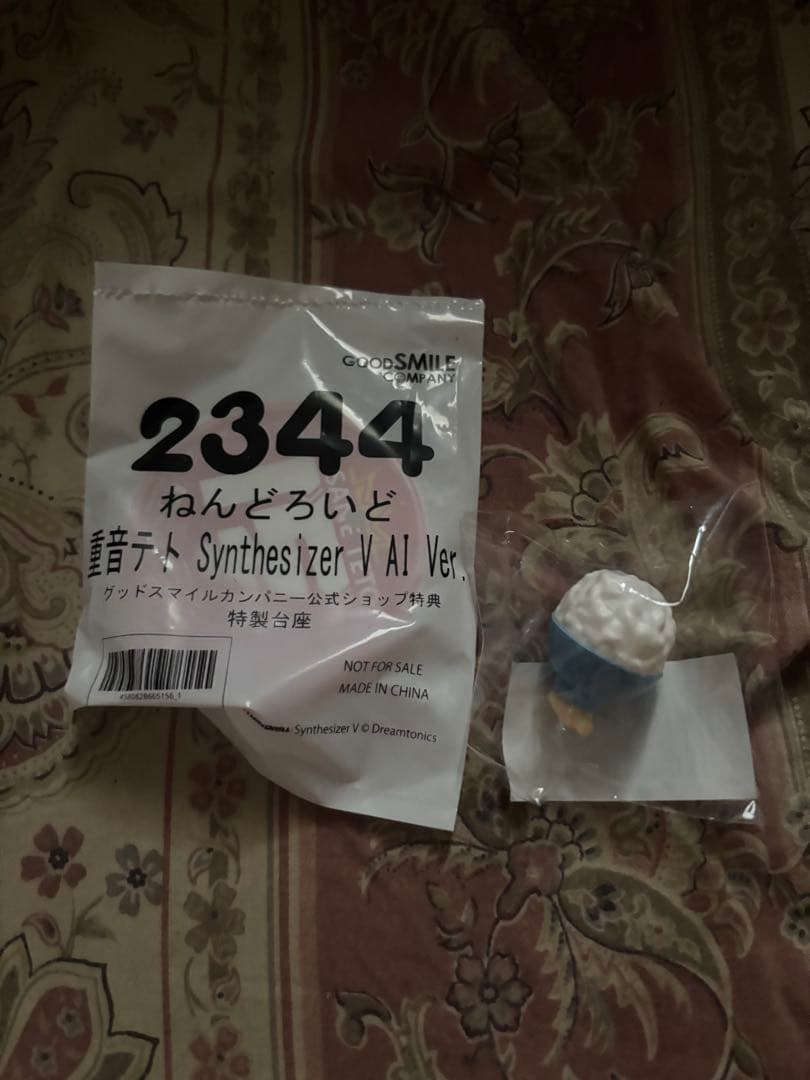 GOODSMILE
COMPANY
2344
ねんどろいど
重音テト Synthesizer V AI Ver.
グッドスマイルカンパニー公式ショップ特典
特製台座
NOT FOR SALE
MADE IN CHINA
4580828665156_1
Synthesizer V © Dreamtonics